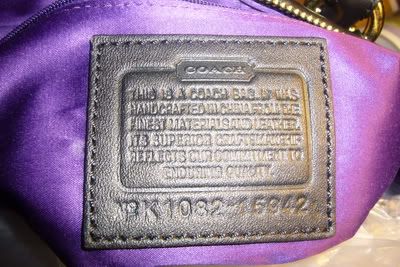 COACH
THIS IS A COACH BAG. IT WAS
HANDCRAFTED IN CHINA FROM THE
FINEST MATERIALS AND LEATHER.
ITS SUPERIOR CRAFTSMANSHIP
REFLECTS OUR COMMITMENT TO
ENDURING QUALITY.
Nº K1082-15942